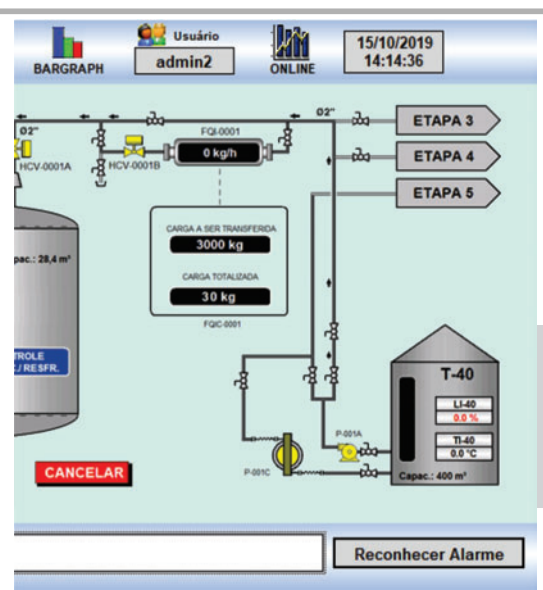 Usuário
BARGRAPH
admin2
ONLINE
15/10/2019
14:14:36
Ø2"
Ø2"
ETAPA 3
FQI-0001
0 kg/h
HCV-0001A
HCV-0001B
ETAPA 4
ETAPA 5
CARGA A SER TRANSFERIDA
3000 kg
pac.: 28,4 m³
CARGA TOTALIZADA
30 kg
FQIC-0001
TROLE
./ RESFR.
T-40
LI-40
0.0 %
TI-40
0.0 °C
P-001A
P-001C
Capac.: 400 m³
CANCELAR
Reconhecer Alarme